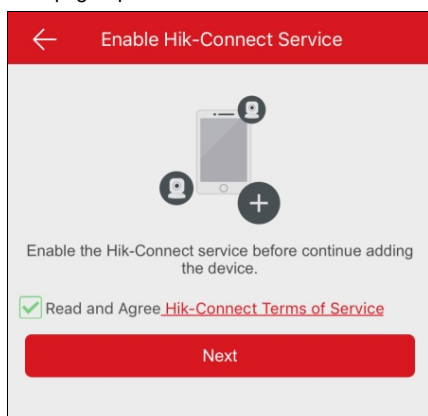 Enable Hik-Connect Service
Enable the Hik-Connect service before continue adding
the device.
Read and Agree Hik-Connect Terms of Service
Next